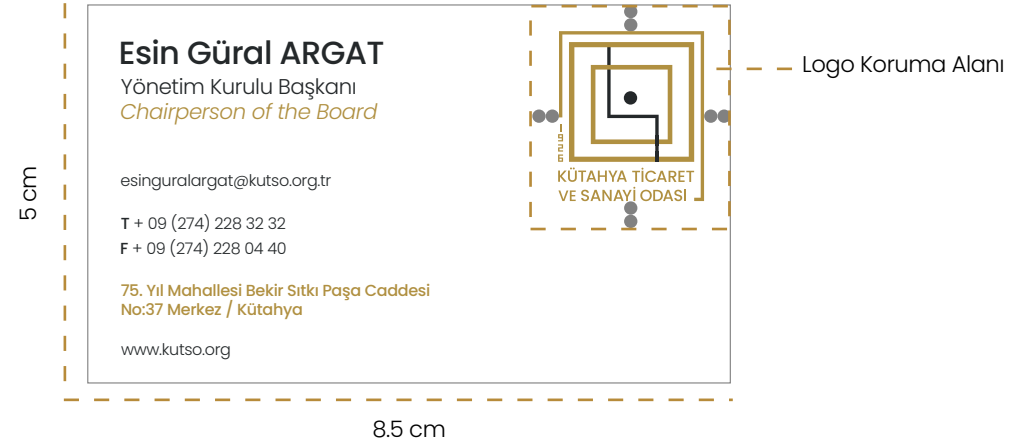 Esin Güral ARGAT
Yönetim Kurulu Başkanı
Chairperson of the Board
esinguralargat@kutso.org.tr
T + 09 (274) 228 32 32
F + 09 (274) 228 04 40
75. Yıl Mahallesi Bekir Sıtkı Paşa Caddesi
No:37 Merkez / Kütahya
www.kutso.org
1926
KÜTAHYA TİCARET
VE SANAYİ ODASI
Logo Koruma Alanı
5 cm
8.5 cm